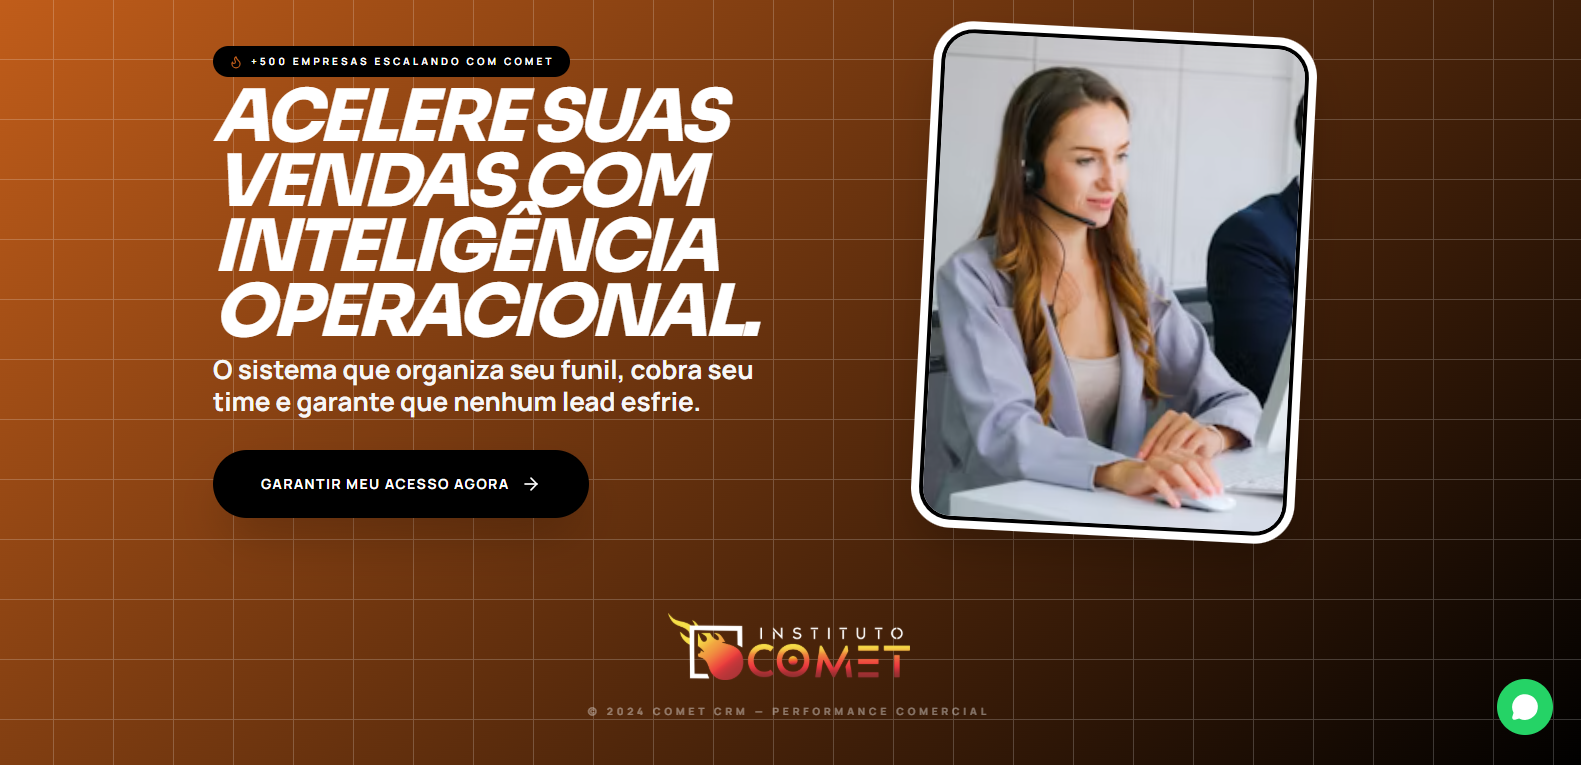 +500 EMPRESAS ESCALANDO COM COMET
ACELERE SUAS
VENDAS COM
INTELIGÊNCIA
OPERACIONAL.
O sistema que organiza seu funil, cobra seu
time e garante que nenhum lead esfrie.
GARANTIR MEU ACESSO AGORA
INSTITUTO
COMET
© 2024 COMET CRM — PERFORMANCE COMERCIAL